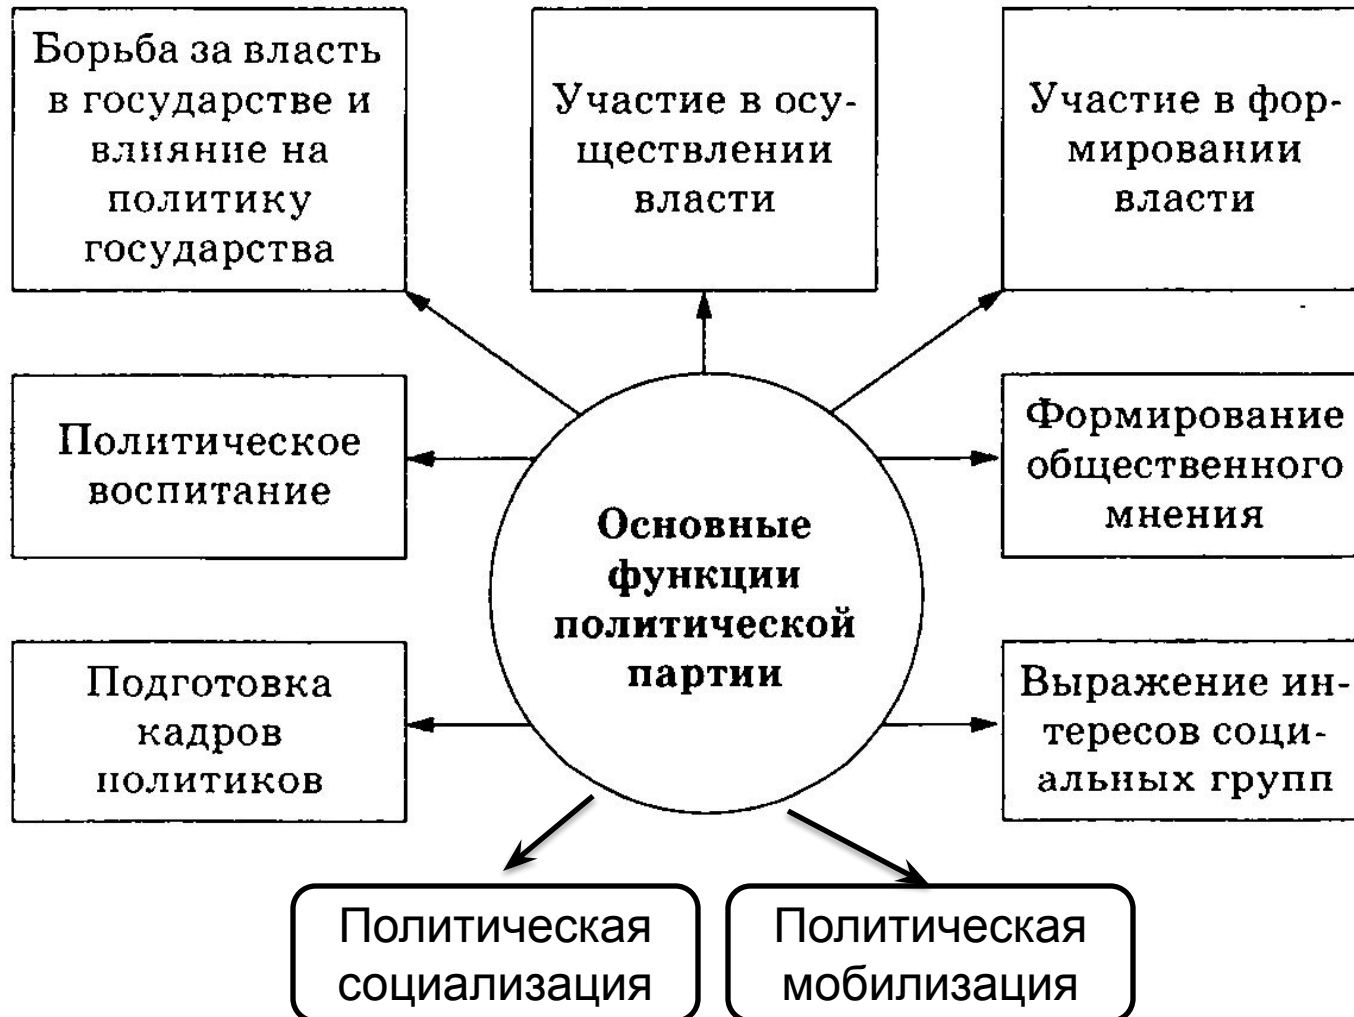 Борьба за власть
в государстве и
влияние на
политику
государства
Участие в осу-
ществлении
власти
Участие в фор-
мировании
власти
Политическое
воспитание
Основные
функции
политической
партии
Формирование
общественного
мнения
Подготовка
кадров
политиков
Выражение ин-
тересов соци-
альных групп
Политическая
социализация
Политическая
мобилизация